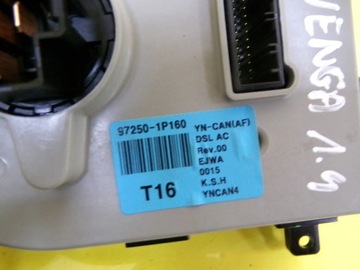 97250-1P160
T16
YN-CAN(AF)
DSL AC
Rev.00
EJWA
0015
K.S.H
YNCAN4
VENGA 1.4